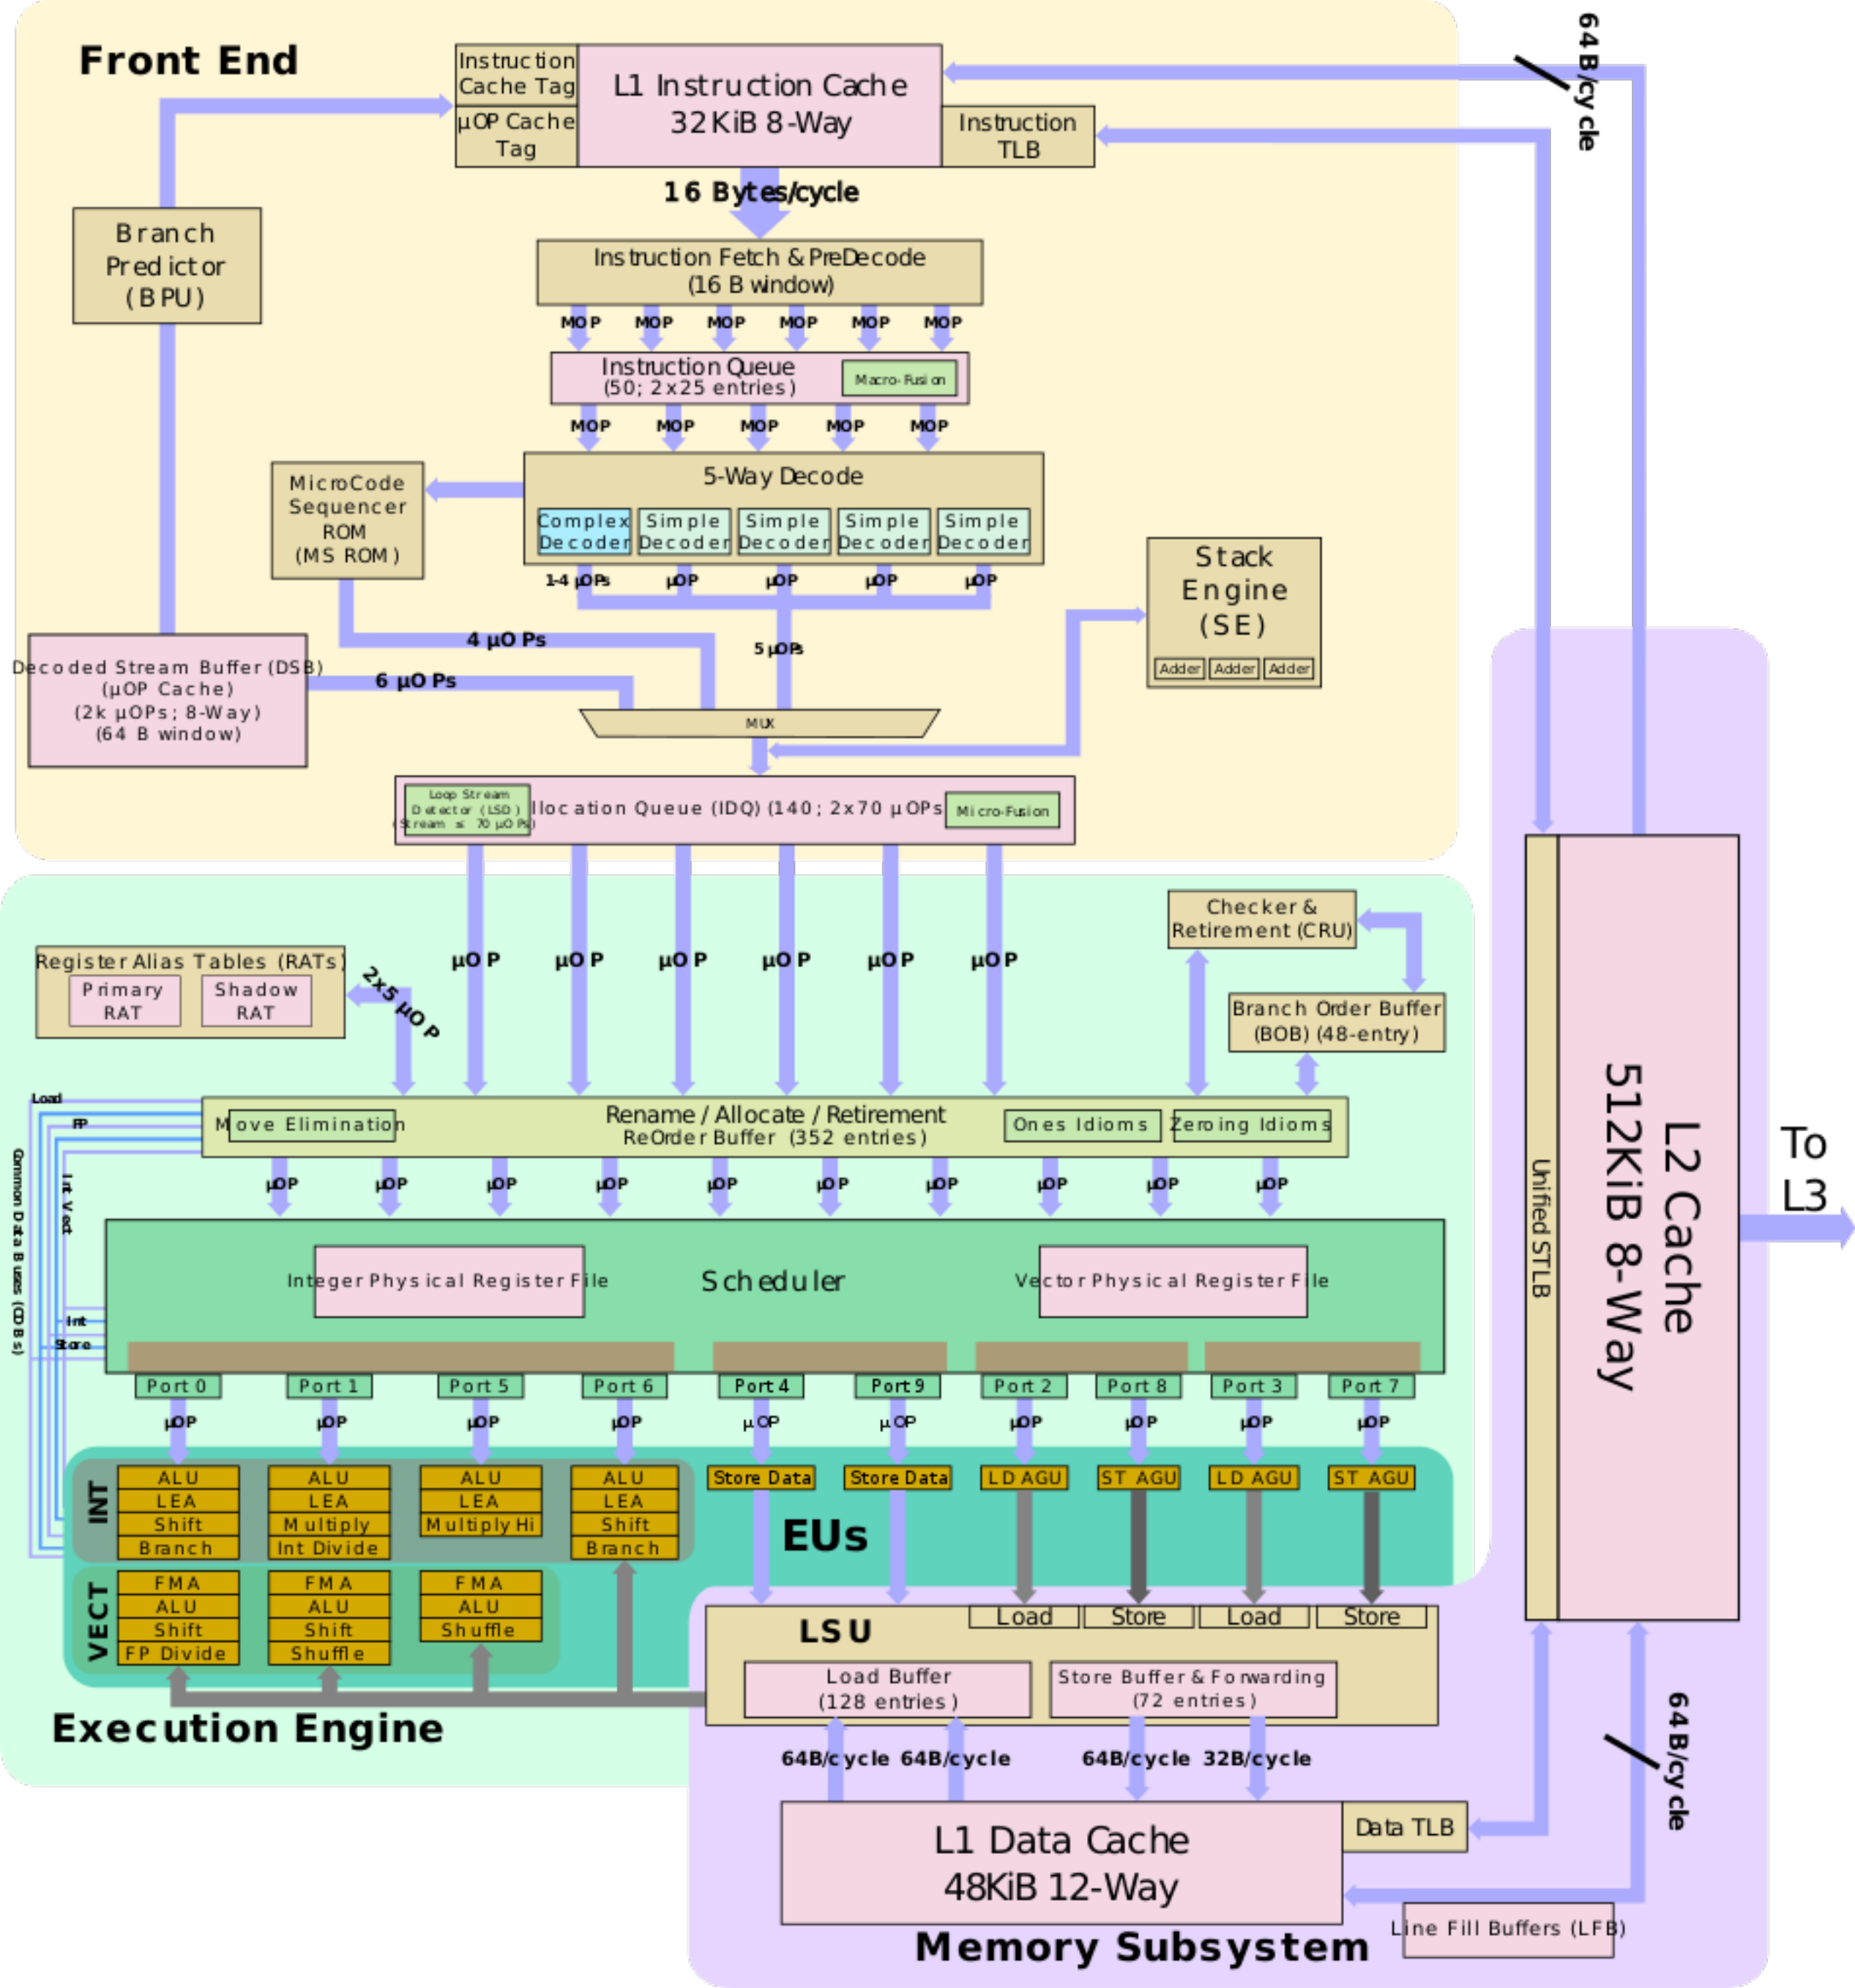 Front End
Instruction
Cache Tag
µOP Cache
Tag
L1 Instruction Cache
32KiB 8-Way
Instruction
TLB
64B/cycle
16 Bytes/cycle
Branch
Predictor
(BPU)
Instruction Fetch & PreDecode
(16 B window)
MOP MOP MOP MOP MOP MOP
Instruction Queue
(50; 2x25 entries)
Macro-Fusion
MOP MOP MOP MOP MOP
MicroCode
Sequencer
ROM
(MS ROM)
5-Way Decode
Complex
Decoder
Simple
Decoder
Simple
Decoder
Simple
Decoder
Simple
Decoder
1-4 µOPs µOP µOP µOP µOP
Stack
Engine
(SE)
Adder Adder Adder
4 µOPs
5 µOPs
6 µOPs
Decoded Stream Buffer (DSB)
(µOP Cache)
(2k µOPs; 8-Way)
(64 B window)
MUX
Loop Stream
Detector (LSD)
(Stream ≤ 70 µOPs)
llocation Queue (IDQ) (140; 2x70 µOPs
Micro-Fusion
Checker &
Retirement (CRU)
Register Alias Tables (RATs)
Primary
RAT
Shadow
RAT
2x5 µOP
µOP µOP µOP µOP µOP µOP
Branch Order Buffer
(BOB) (48-entry)
Load
FP
Int Vect
Common Data Buses (CDBs)
Int
Store
Move Elimination
Rename / Allocate / Retirement
ReOrder Buffer (352 entries)
Ones Idioms
Zeroing Idioms
µOP µOP µOP µOP µOP µOP µOP µOP µOP µOP
Integer Physical Register File
Scheduler
Vector Physical Register File
Port 0 Port 1 Port 5 Port 6 Port 4 Port 9 Port 2 Port 8 Port 3 Port 7
µOP µOP µOP µOP µOP µOP µOP µOP µOP µOP
INT
ALU
LEA
Shift
Branch
ALU
LEA
Multiply
Int Divide
ALU
LEA
MultiplyHi
ALU
LEA
Shift
Branch
Store Data
Store Data
LD AGU
ST AGU
LD AGU
ST AGU
EUs
VECT
FMA
ALU
Shift
FP Divide
FMA
ALU
Shift
Shuffle
FMA
ALU
Shuffle
Execution Engine
LSU
Load
Store
Load
Store
Load Buffer
(128 entries)
Store Buffer & Forwarding
(72 entries)
64B/cycle 64B/cycle 64B/cycle 32B/cycle
L1 Data Cache
48KiB 12-Way
Data TLB
Line Fill Buffers (LFB)
Memory Subsystem
Unified STLB
L2 Cache
512KiB 8-Way
To
L3
64B/cycle